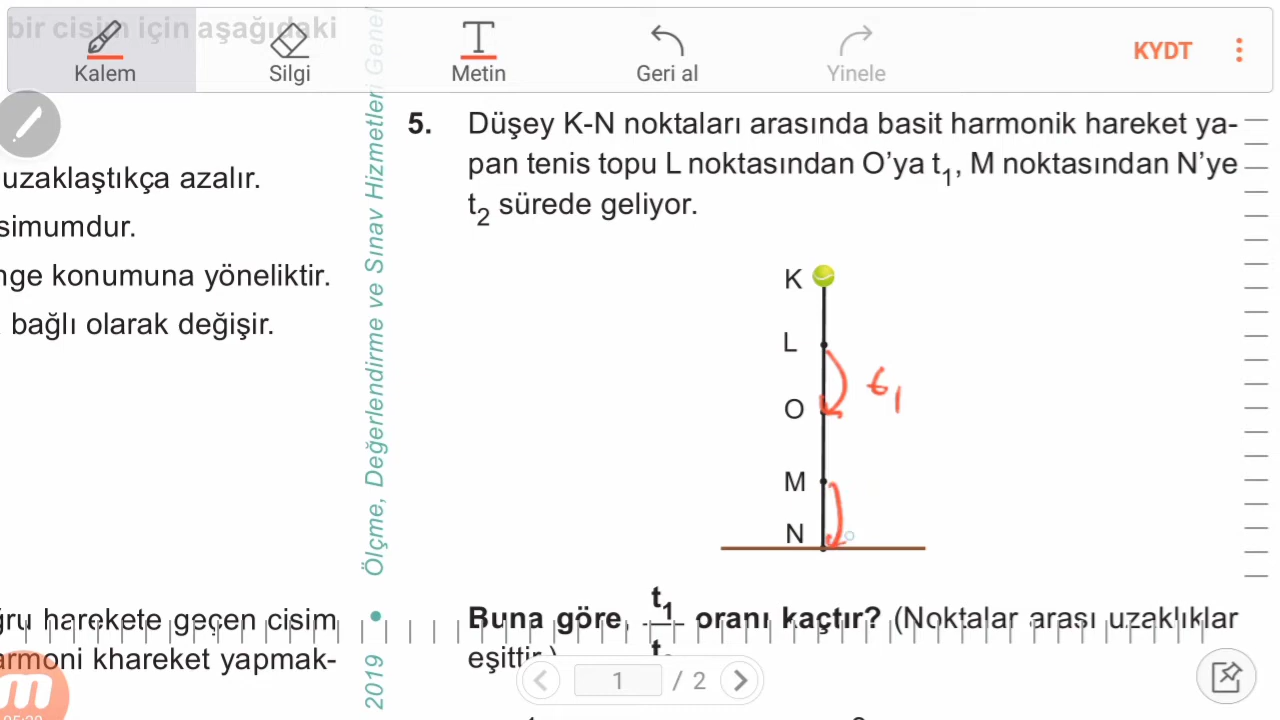 bir cisim için aşağıdaki
Kalem
Silgi
Metin
Geri al
Yinele
KYDT
uzaklaştıkça azalır.
simumdur.
nge konumuna yöneliktir.
bağlı olarak değişir.
ğru harekete geçen cisim
armoni khareket yapmak-
2019 • Ölçme, Değerlendirme ve Sınav Hizmetleri Genel
5. Düşey K-N noktaları arasında basit harmonik hareket ya-
pan tenis topu L noktasından O’ya t1, M noktasından N’ye
t2 sürede geliyor.
K
L
t1
O
M
N
Buna göre, t1/t oranı kaçtır? (Noktalar arası uzaklıklar
eşittir.)
1 / 2
m
05:20